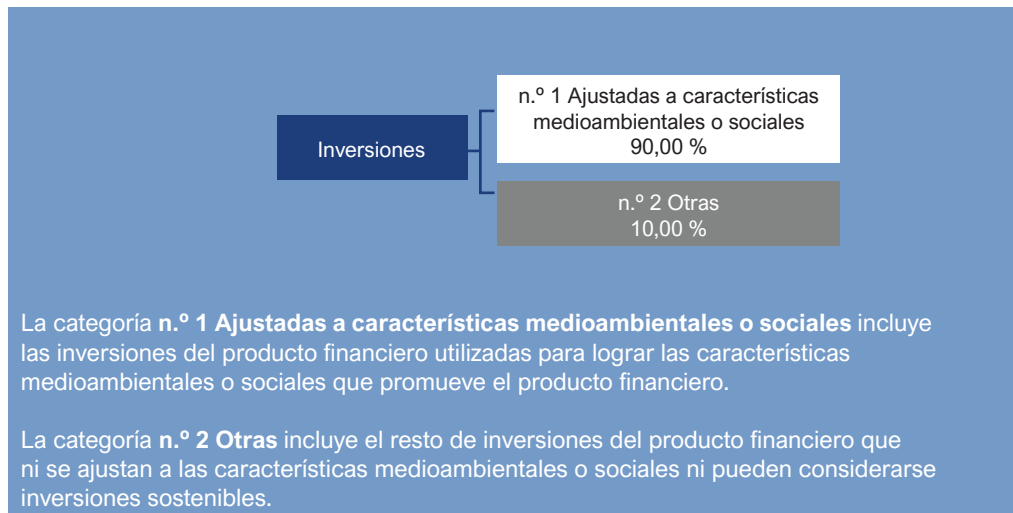 n.º 1 Ajustadas a características
medioambientales o sociales
90,00 %
Inversiones
n.º 2 Otras
10,00 %
La categoría n.º 1 Ajustadas a características medioambientales o sociales incluye
las inversiones del producto financiero utilizadas para lograr las características
medioambientales o sociales que promueve el producto financiero.
La categoría n.º 2 Otras incluye el resto de inversiones del producto financiero que
ni se ajustan a las características medioambientales o sociales ni pueden considerarse
inversiones sostenibles.